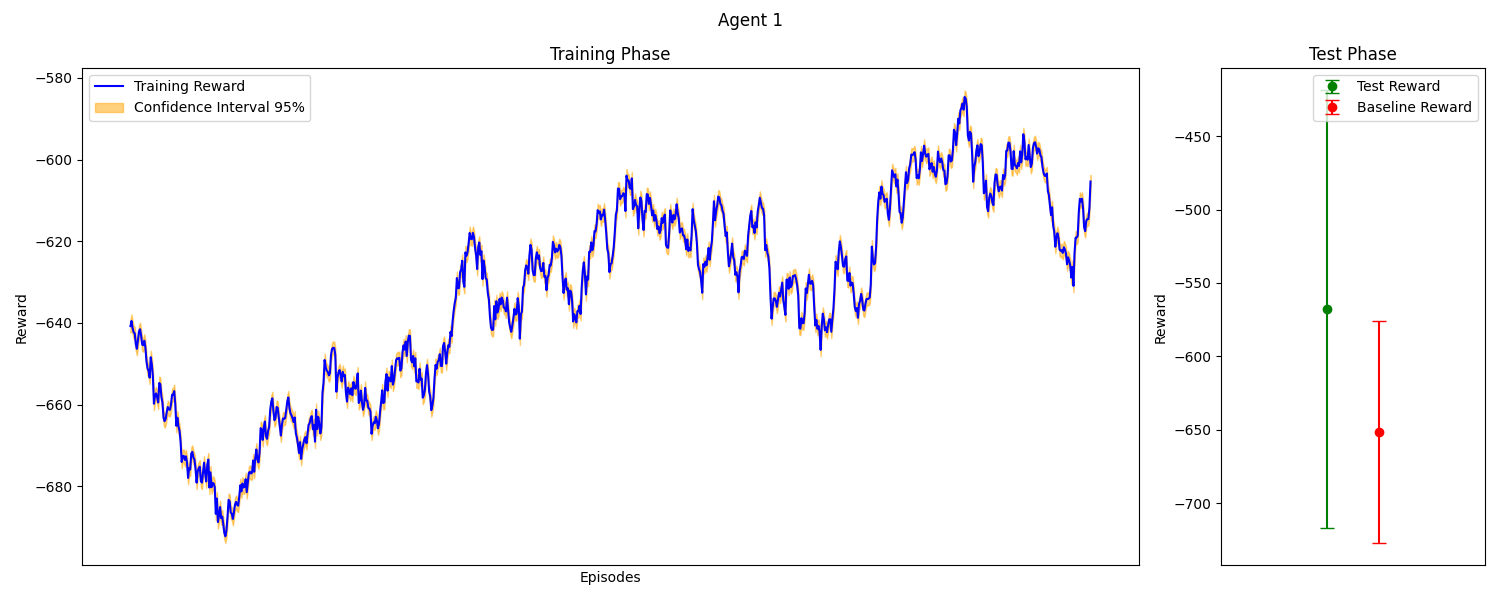 Agent 1
Training Phase
Training Reward
Confidence Interval 95%
−580
−600
−620
−640
−660
−680
Reward
Episodes
Test Phase
Test Reward
Baseline Reward
−450
−500
−550
−600
−650
−700
Reward